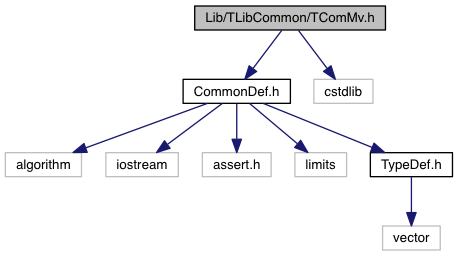 Lib/TLibCommon/TComMv.h
CommonDef.h
cstdlib
algorithm
iostream
assert.h
limits
TypeDef.h
vector